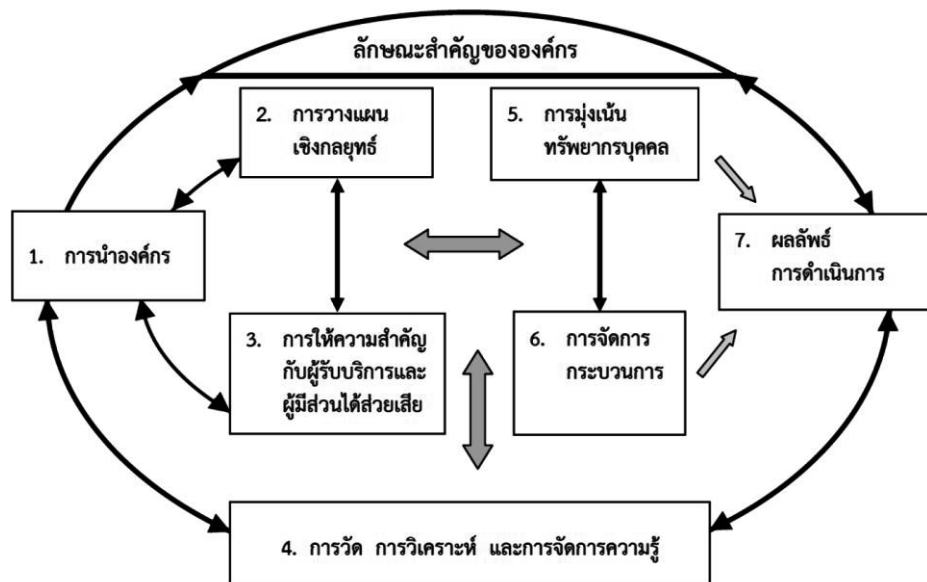 ลักษณะสำคัญขององค์กร
2. การวางแผน
เชิงกลยุทธ์
5. การมุ่งเน้น
ทรัพยากรบุคคล
1. การนำองค์กร
7. ผลลัพธ์
การดำเนินการ
3. การให้ความสำคัญ
กับผู้รับบริการและ
ผู้มีส่วนได้ส่วยเสีย
6. การจัดการ
กระบวนการ
4. การวัด การวิเคราะห์ และการจัดการความรู้